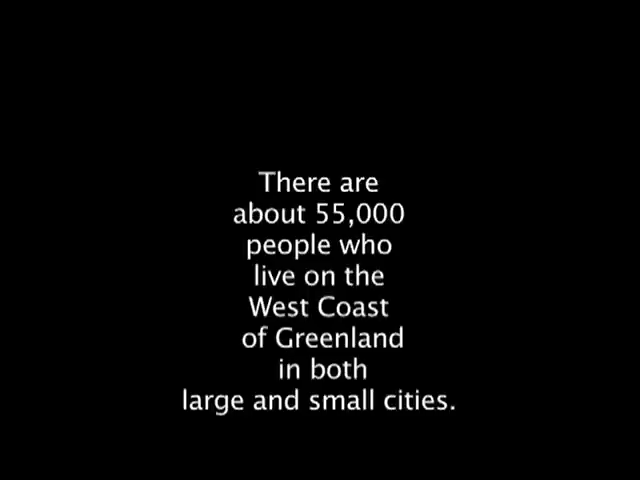 There are
about 55,000
people who
live on the
West Coast
of Greenland
in both
large and small cities.